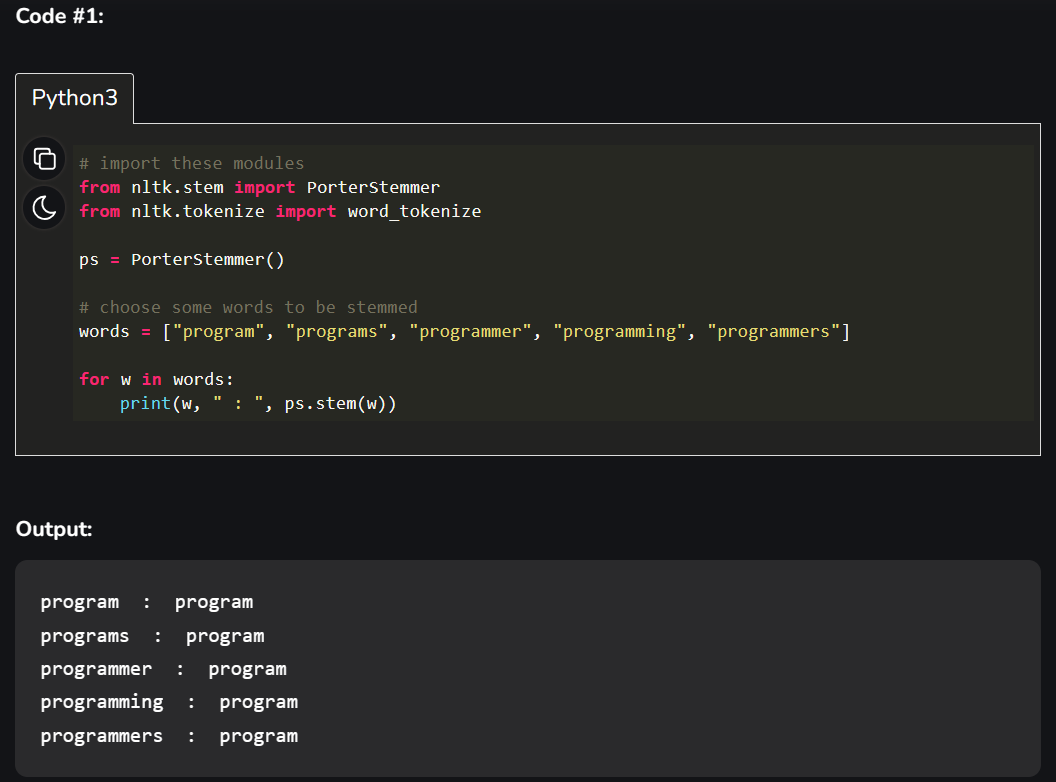 Code #1:
Python3
# import these modules
from nltk.stem import PorterStemmer
from nltk.tokenize import word_tokenize
ps = PorterStemmer()
# choose some words to be stemmed
words = ["program", "programs", "programmer", "programming", "programmers"]
for w in words:
    print(w, " : ", ps.stem(w))
Output:
program  :  program
programs  :  program
programmer  :  program
programming  :  program
programmers  :  program